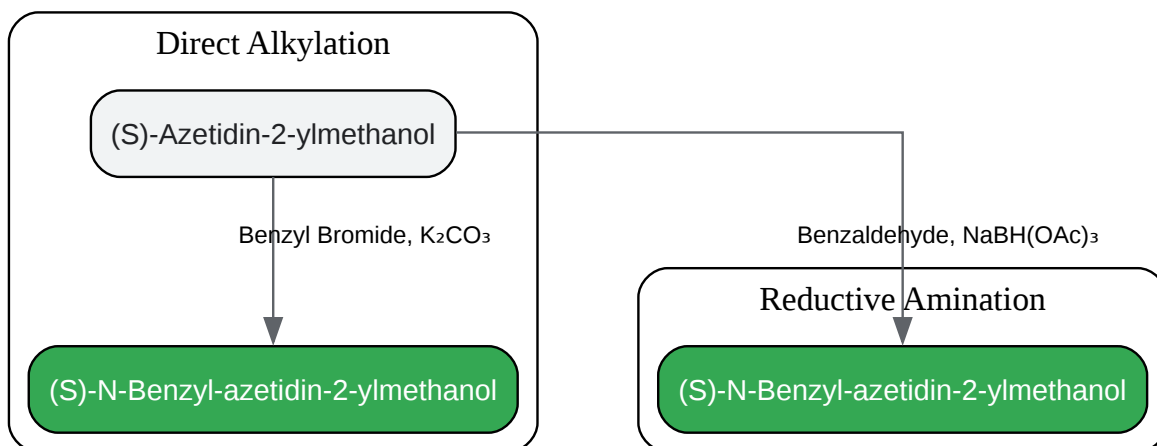 Direct Alkylation
(S)-Azetidin-2-ylmethanol
Benzyl Bromide, K₂CO₃
Benzaldehyde, NaBH(OAc)₃
Reductive Amination
(S)-N-Benzyl-azetidin-2-ylmethanol
(S)-N-Benzyl-azetidin-2-ylmethanol